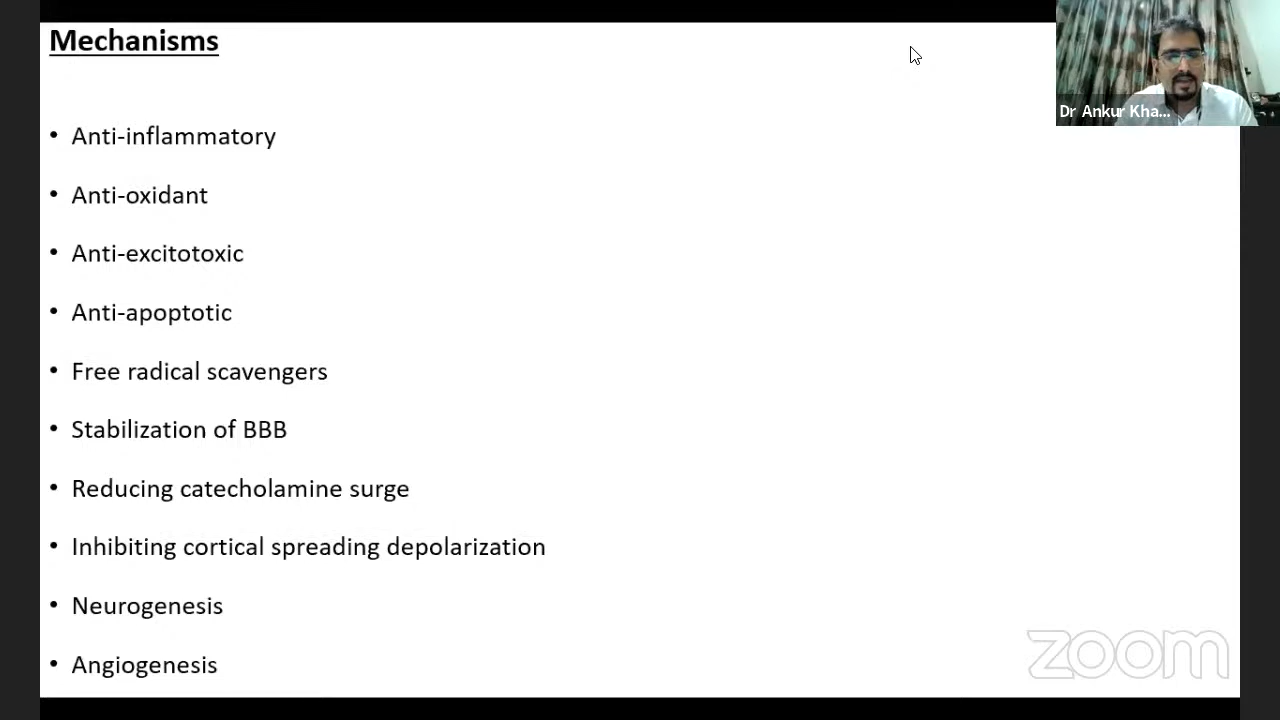 Mechanisms
Dr Ankur Kha...
• Anti-inflammatory
• Anti-oxidant
• Anti-excitotoxic
• Anti-apoptotic
• Free radical scavengers
• Stabilization of BBB
• Reducing catecholamine surge
• Inhibiting cortical spreading depolarization
• Neurogenesis
• Angiogenesis
zoom